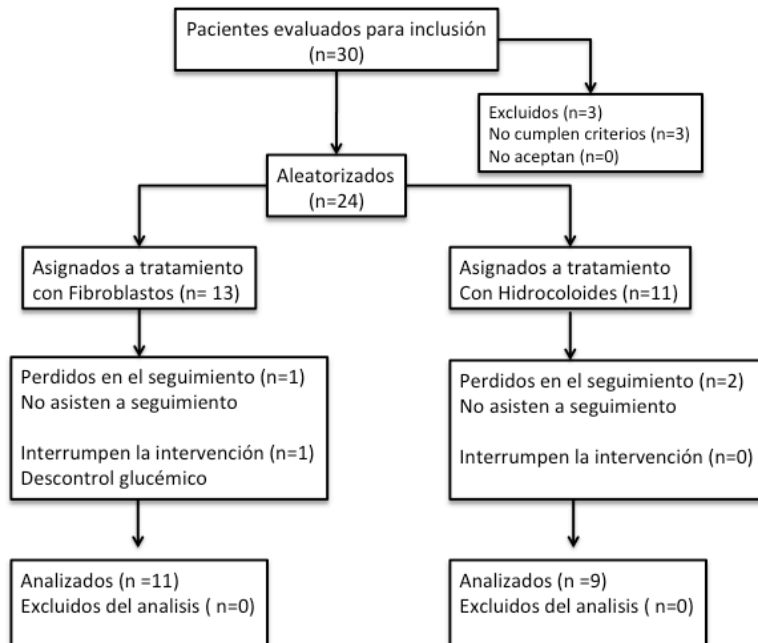 Pacientes evaluados para inclusión
(n=30)
Excluidos (n=3)
No cumplen criterios (n=3)
No aceptan (n=0)
Aleatorizados
(n=24)
Asignados a tratamiento
con Fibroblastos (n= 13)
Asignados a tratamiento
Con Hidrocoloides (n=11)
Perdidos en el seguimiento (n=1)
No asisten a seguimiento
Interrumpen la intervención (n=1)
Descontrol glucémico
Perdidos en el seguimiento (n=2)
No asisten a seguimiento
Interrumpen la intervención (n=0)
Analizados (n =11)
Excluidos del analisis ( n=0)
Analizados (n =9)
Excluidos del analisis ( n=0)